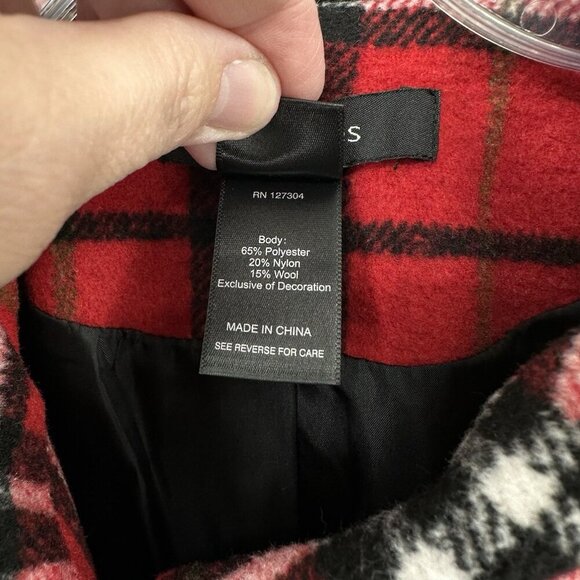 S
RN 127304
Body:
65% Polyester
20% Nylon
15% Wool
Exclusive of Decoration
MADE IN CHINA
SEE REVERSE FOR CARE